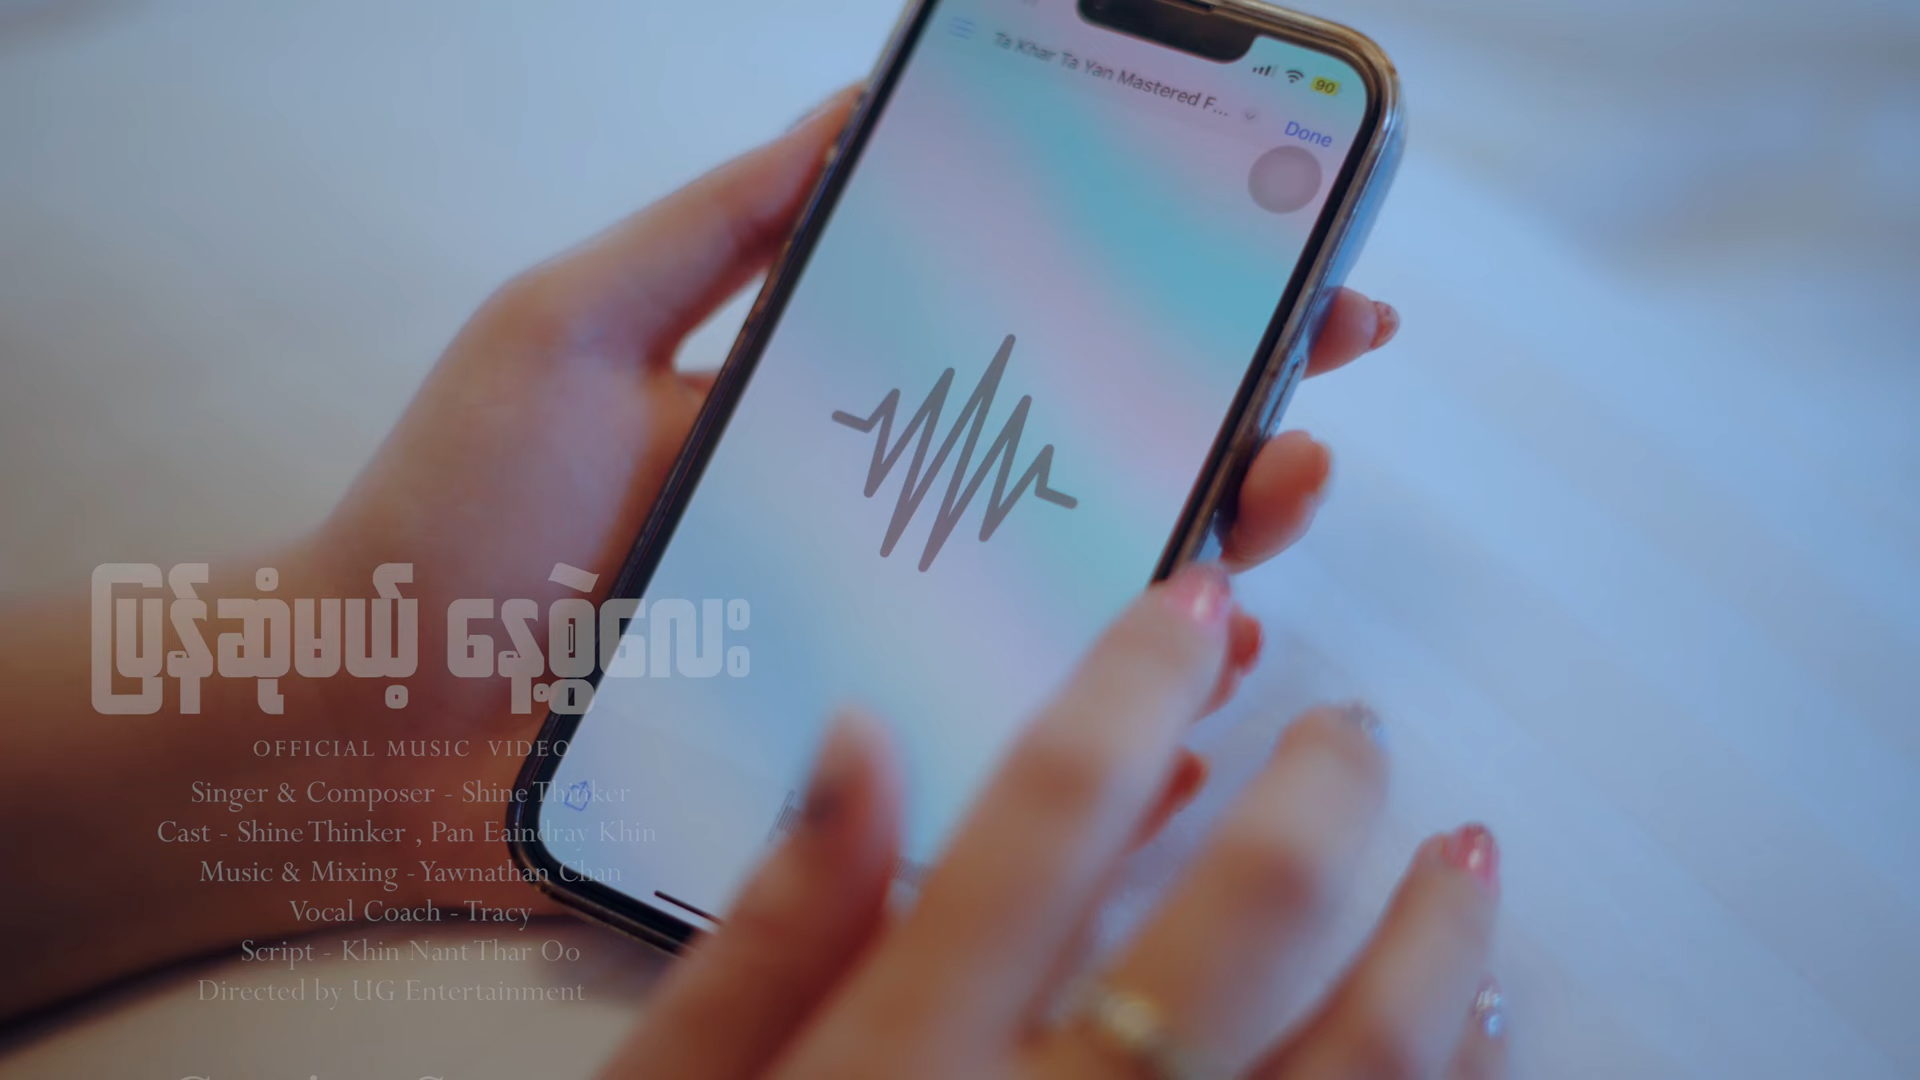 Ta Khar Ta Yan Mastered F...
90
Done
ပြန်ဆုံမယ့် နေ့စွဲလေး
OFFICIAL MUSIC VIDEO
Singer & Composer - Shine Thinker
Cast - Shine Thinker , Pan Eaindray Khin
Music & Mixing - Yawnathan Chan
Vocal Coach - Tracy
Script - Khin Nant Thar Oo
Directed by UG Entertainment